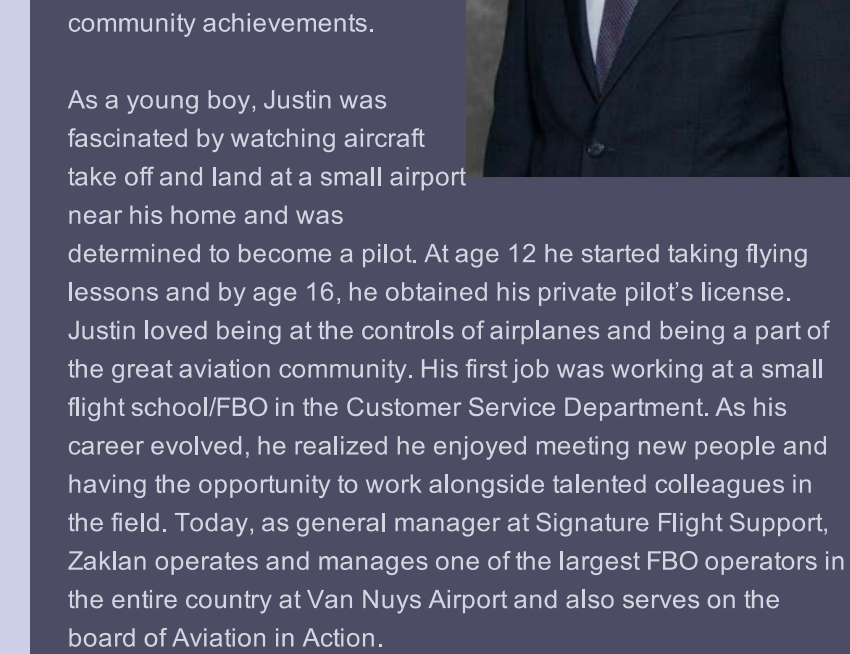 community achievements.
As a young boy, Justin was
fascinated by watching aircraft
take off and land at a small airport
near his home and was
determined to become a pilot. At age 12 he started taking flying
lessons and by age 16, he obtained his private pilot’s license.
Justin loved being at the controls of airplanes and being a part of
the great aviation community. His first job was working at a small
flight school/FBO in the Customer Service Department. As his
career evolved, he realized he enjoyed meeting new people and
having the opportunity to work alongside talented colleagues in
the field. Today, as general manager at Signature Flight Support,
Zaklan operates and manages one of the largest FBO operators in
the entire country at Van Nuys Airport and also serves on the
board of Aviation in Action.